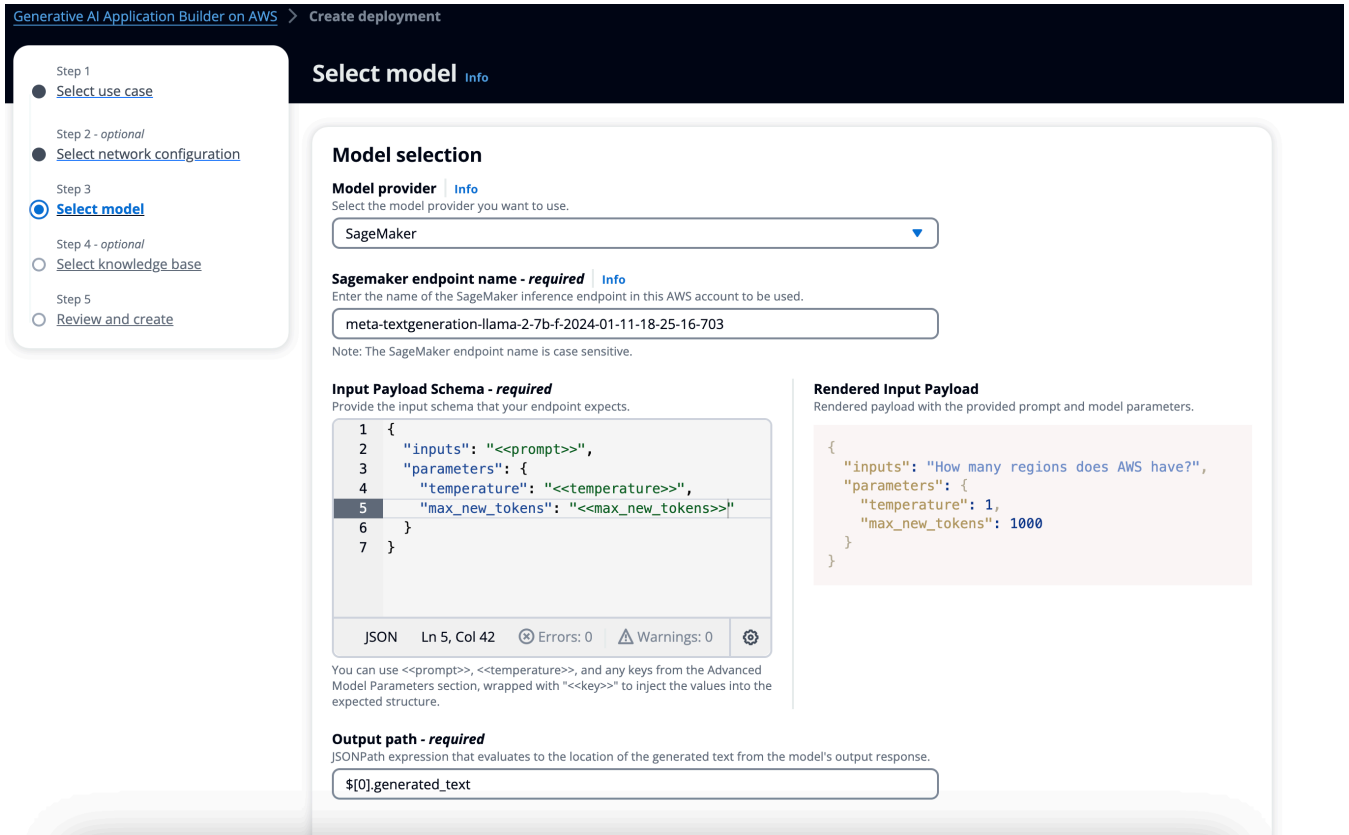 Generative AI Application Builder on AWS > Create deployment
Step 1
Select use case
Step 2 - optional
Select network configuration
Step 3
Select model
Step 4 - optional
Select knowledge base
Step 5
Review and create
Select model Info
Model selection
Model provider Info
Select the model provider you want to use.
SageMaker
Sagemaker endpoint name - required Info
Enter the name of the SageMaker inference endpoint in this AWS account to be used.
meta-textgeneration-llama-2-7b-f-2024-01-11-18-25-16-703
Note: The SageMaker endpoint name is case sensitive.
Input Payload Schema - required
Provide the input schema that your endpoint expects.
1 {
2 "inputs": "<<prompt>>",
3 "parameters": {
4 "temperature": "<<temperature>>",
5 "max_new_tokens": "<<max_new_tokens>>"
6 }
7 }
JSON Ln 5, Col 42 Errors: 0 Warnings: 0
You can use <<prompt>>, <<temperature>>, and any keys from the Advanced
Model Parameters section, wrapped with "<<key>>" to inject the values into the
expected structure.
Rendered Input Payload
Rendered payload with the provided prompt and model parameters.
{
"inputs": "How many regions does AWS have?",
"parameters": {
"temperature": 1,
"max_new_tokens": 1000
}
}
Output path - required
JSONPath expression that evaluates to the location of the generated text from the model's output response.
$[0].generated_text